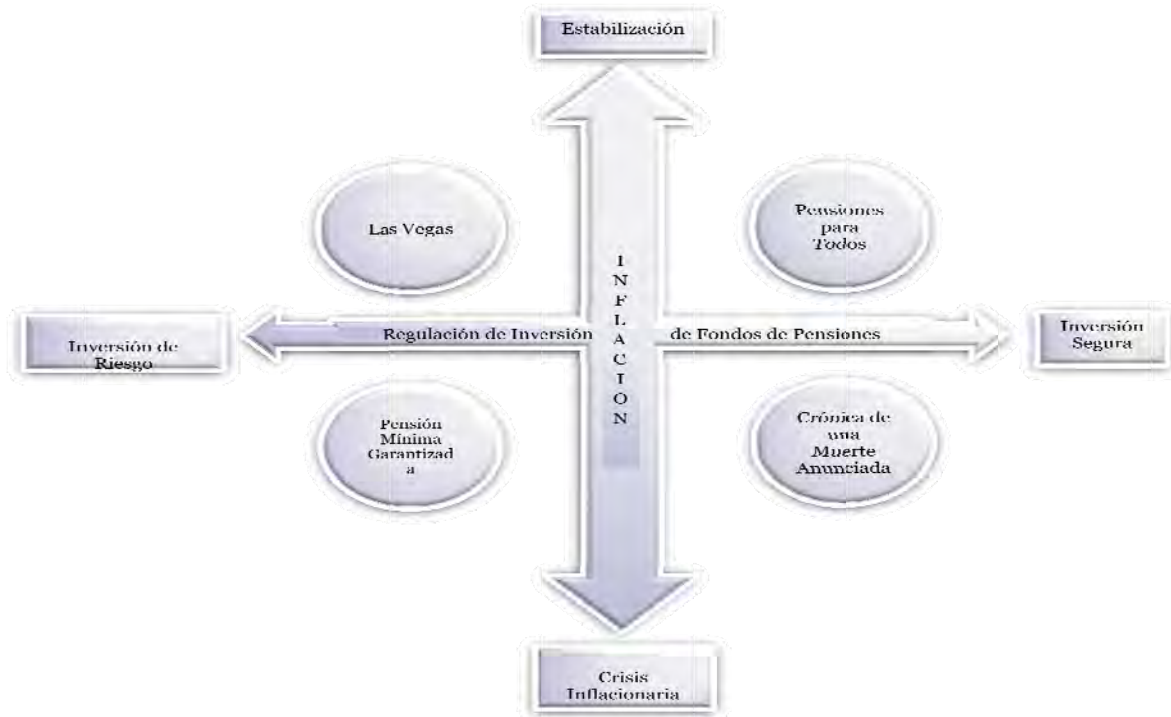 Estabilización
Las Vegas
Pensiones
para
Todos
I
N
F
L
A
C
I
O
N
Regulación de Inversión de Fondos de Pensiones
Inversión de
Riesgo
Inversión
Segura
Pensión
Mínima
Garantizad
a
Crónica de
una
Muerte
Anunciada
Crisis
Inflacionaria